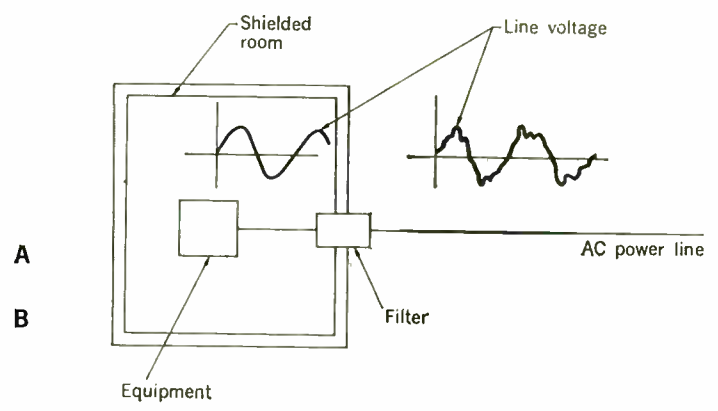 Shielded
room
Line voltage
AC power line
A
B
Filter
Equipment